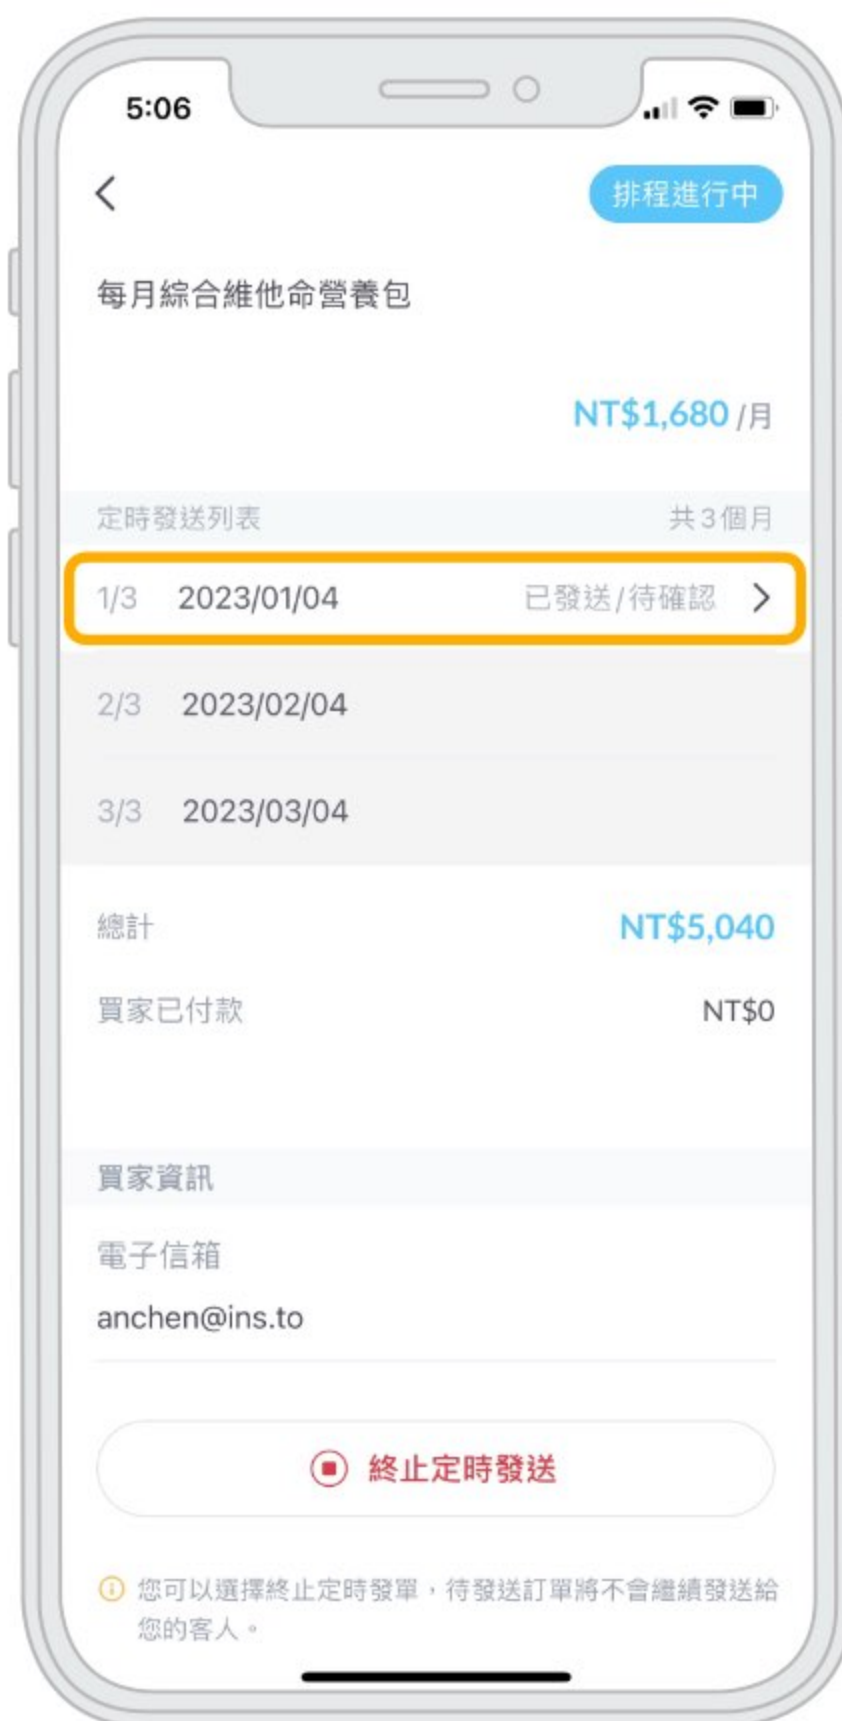 5:06
排程進行中
每月綜合維他命營養包
NT$1,680 /月
定時發送列表 共3個月
1/3 2023/01/04 已發送/待確認
2/3 2023/02/04
3/3 2023/03/04
總計 NT$5,040
買家已付款 NT$0
買家資訊
電子信箱
anchen@ins.to
終止定時發送
您可以選擇終止定時發單，待發送訂單將不會繼續發送給
您的客人。